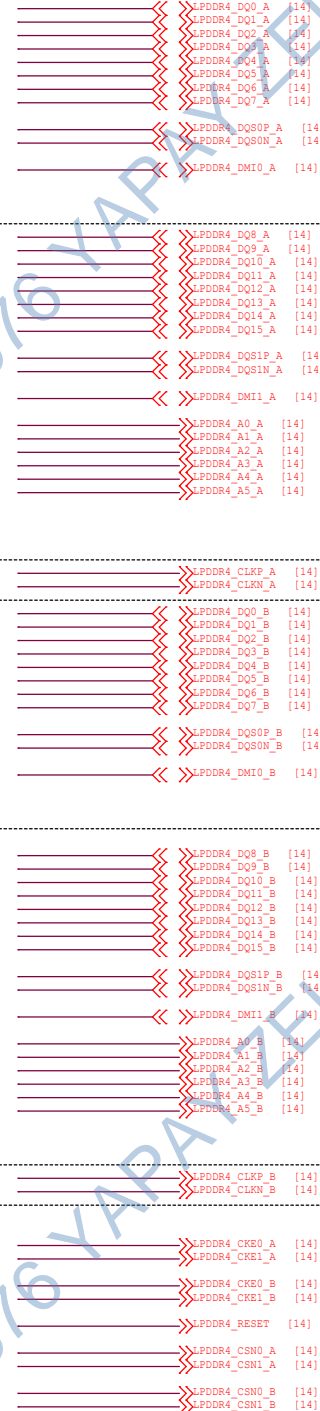 LPDDR4_DQ0_A [14]
LPDDR4_DQ1_A [14]
LPDDR4_DQ2_A [14]
LPDDR4_DQ3_A [14]
LPDDR4_DQ4_A [14]
LPDDR4_DQ5_A [14]
LPDDR4_DQ6_A [14]
LPDDR4_DQ7_A [14]
LPDDR4_DQS0P_A [14
LPDDR4_DQS0N_A [14
LPDDR4_DMI0_A [14]
LPDDR4_DQ8_A [14]
LPDDR4_DQ9_A [14]
LPDDR4_DQ10_A [14]
LPDDR4_DQ11_A [14]
LPDDR4_DQ12_A [14]
LPDDR4_DQ13_A [14]
LPDDR4_DQ14_A [14]
LPDDR4_DQ15_A [14]
LPDDR4_DQS1P_A [14
LPDDR4_DQS1N_A [14
LPDDR4_DMI1_A [14]
LPDDR4_A0_A [14]
LPDDR4_A1_A [14]
LPDDR4_A2_A [14]
LPDDR4_A3_A [14]
LPDDR4_A4_A [14]
LPDDR4_A5_A [14]
76 YAPAY ZE
LPDDR4_CLKP_A [14]
LPDDR4_CLKN_A [14]
LPDDR4_DQ0_B [14]
LPDDR4_DQ1_B [14]
LPDDR4_DQ2_B [14]
LPDDR4_DQ3_B [14]
LPDDR4_DQ4_B [14]
LPDDR4_DQ5_B [14]
LPDDR4_DQ6_B [14]
LPDDR4_DQ7_B [14]
LPDDR4_DQS0P_B [14
LPDDR4_DQS0N_B [14
LPDDR4_DMI0_B [14]
LPDDR4_DQ8_B [14]
LPDDR4_DQ9_B [14]
LPDDR4_DQ10_B [14]
LPDDR4_DQ11_B [14]
LPDDR4_DQ12_B [14]
LPDDR4_DQ13_B [14]
LPDDR4_DQ14_B [14]
LPDDR4_DQ15_B [14]
LPDDR4_DQS1P_B [14
LPDDR4_DQS1N_B [14
LPDDR4_DMI1_B [14]
LPDDR4_A0_B [14]
LPDDR4_A1_B [14]
LPDDR4_A2_B [14]
LPDDR4_A3_B [14]
LPDDR4_A4_B [14]
LPDDR4_A5_B [14]
LPDDR4_CLKP_B [14]
LPDDR4_CLKN_B [14]
LPDDR4_CKE0_A [14]
LPDDR4_CKE1_A [14]
LPDDR4_CKE0_B [14]
LPDDR4_CKE1_B [14]
LPDDR4_RESET [14]
LPDDR4_CSN0_A [14]
LPDDR4_CSN1_A [14]
LPDDR4_CSN0_B [14]
LPDDR4_CSN1_B [14]
76 YAPAY ZE